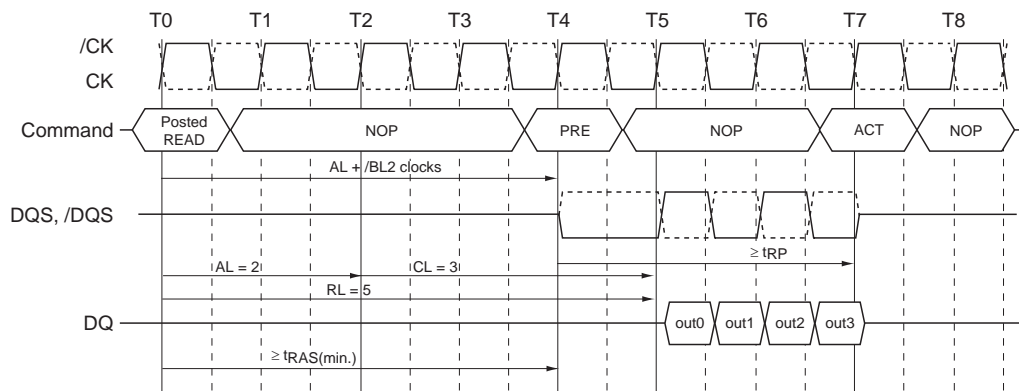 T0 T1 T2 T3 T4 T5 T6 T7 T8
/CK
CK
Command
Posted
READ
NOP
PRE
NOP
ACT
NOP
AL + /BL2 clocks
DQS, /DQS
≥ tRP
AL = 2
CL = 3
RL = 5
DQ
out0 out1 out2 out3
≥ tRAS(min.)